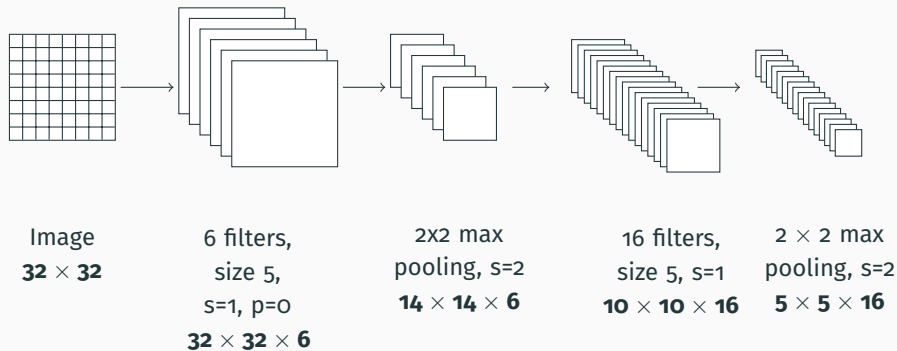 Image
32 × 32
6 filters,
size 5,
s=1, p=0
32 × 32 × 6
2x2 max
pooling, s=2
14 × 14 × 6
16 filters,
size 5, s=1
10 × 10 × 16
2 × 2 max
pooling, s=2
5 × 5 × 16